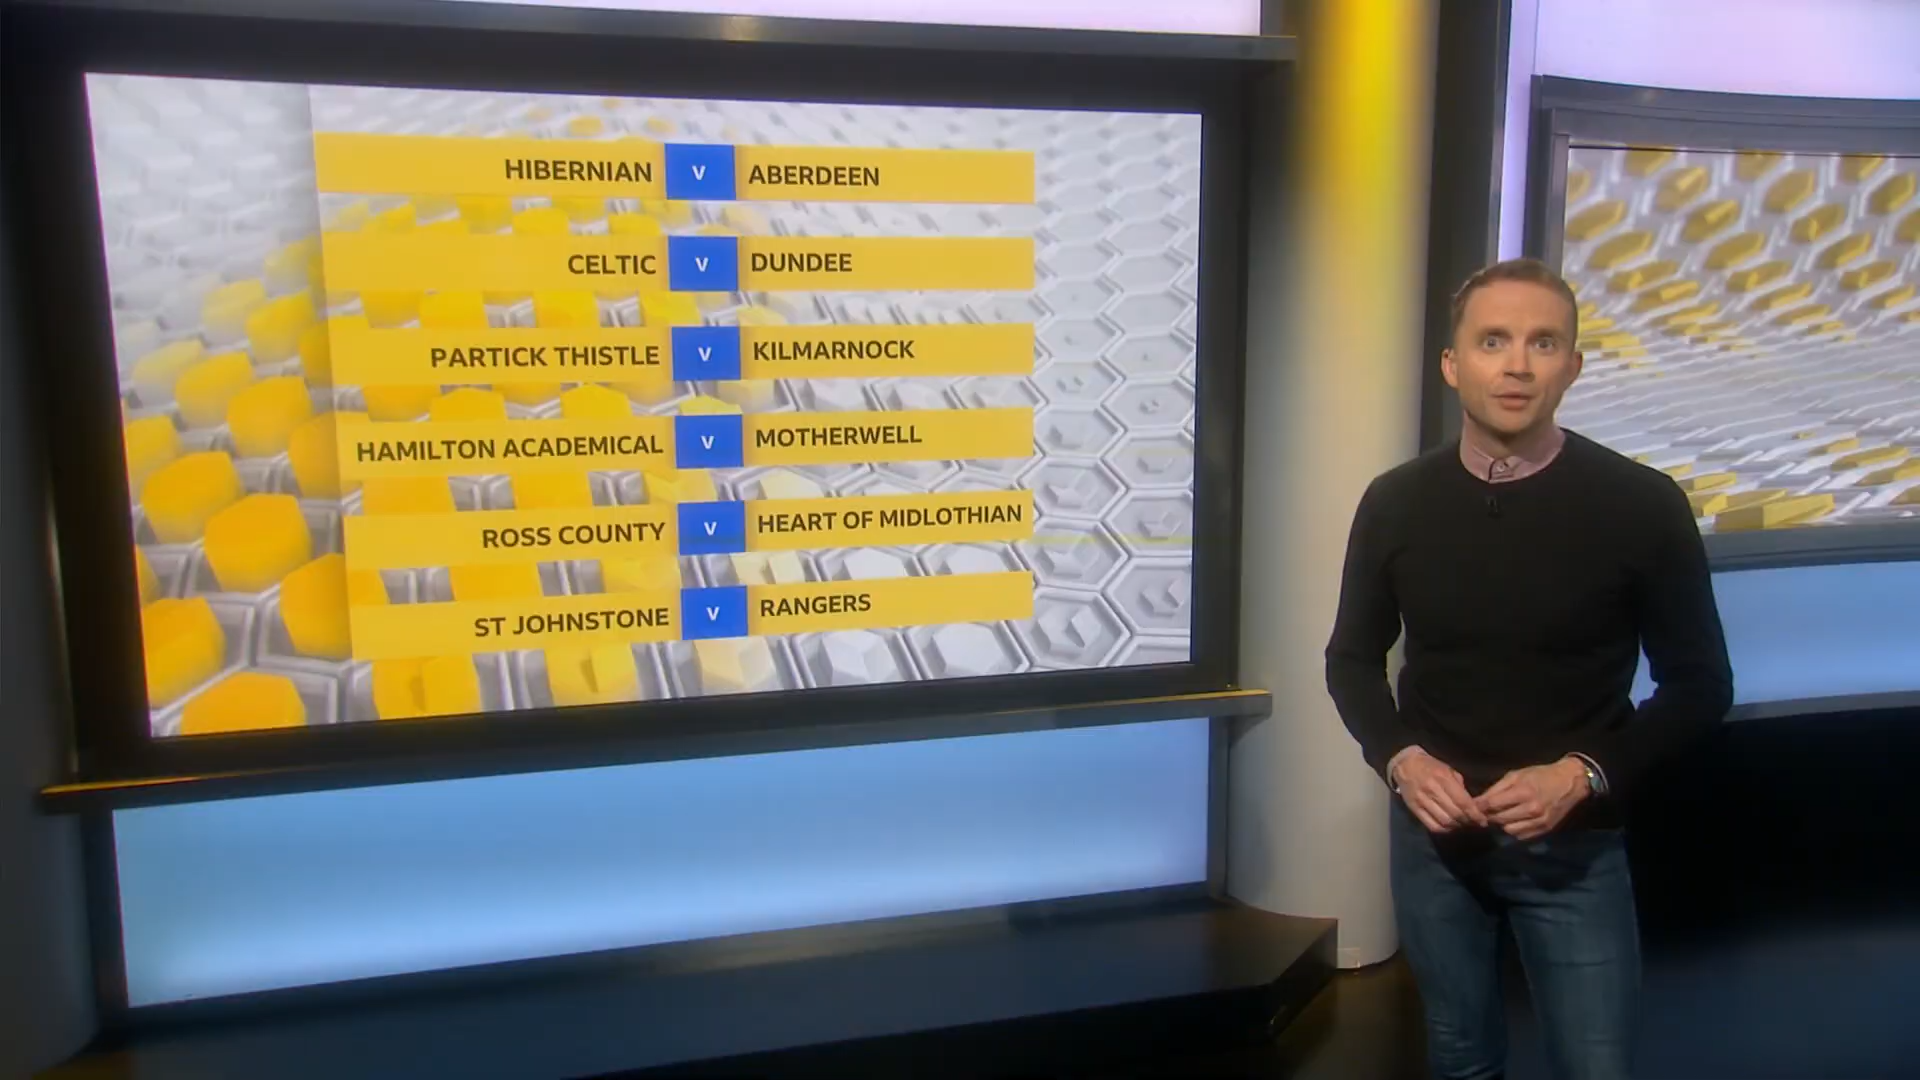 HIBERNIAN V ABERDEEN
CELTIC V DUNDEE
PARTICK THISTLE V KILMARNOCK
HAMILTON ACADEMICAL V MOTHERWELL
ROSS COUNTY V HEART OF MIDLOTHIAN
ST JOHNSTONE V RANGERS